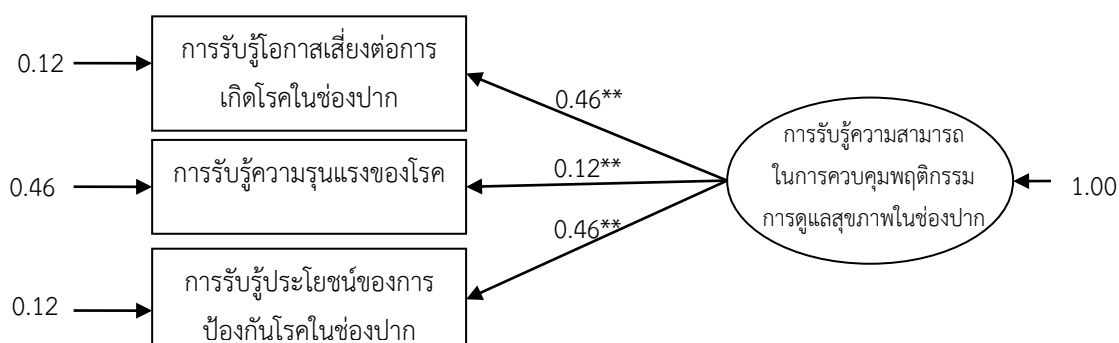 การรับรู้โอกาสเสี่ยงต่อการ
เกิดโรคในช่องปาก
0.12
0.46**
การรับรู้ความสามารถ
ในการควบคุมพฤติกรรม
การดูแลสุขภาพในช่องปาก
1.00
การรับรู้ความรุนแรงของโรค
0.46
0.12**
0.46**
การรับรู้ประโยชน์ของการ
ป้องกันโรคในช่องปาก
0.12